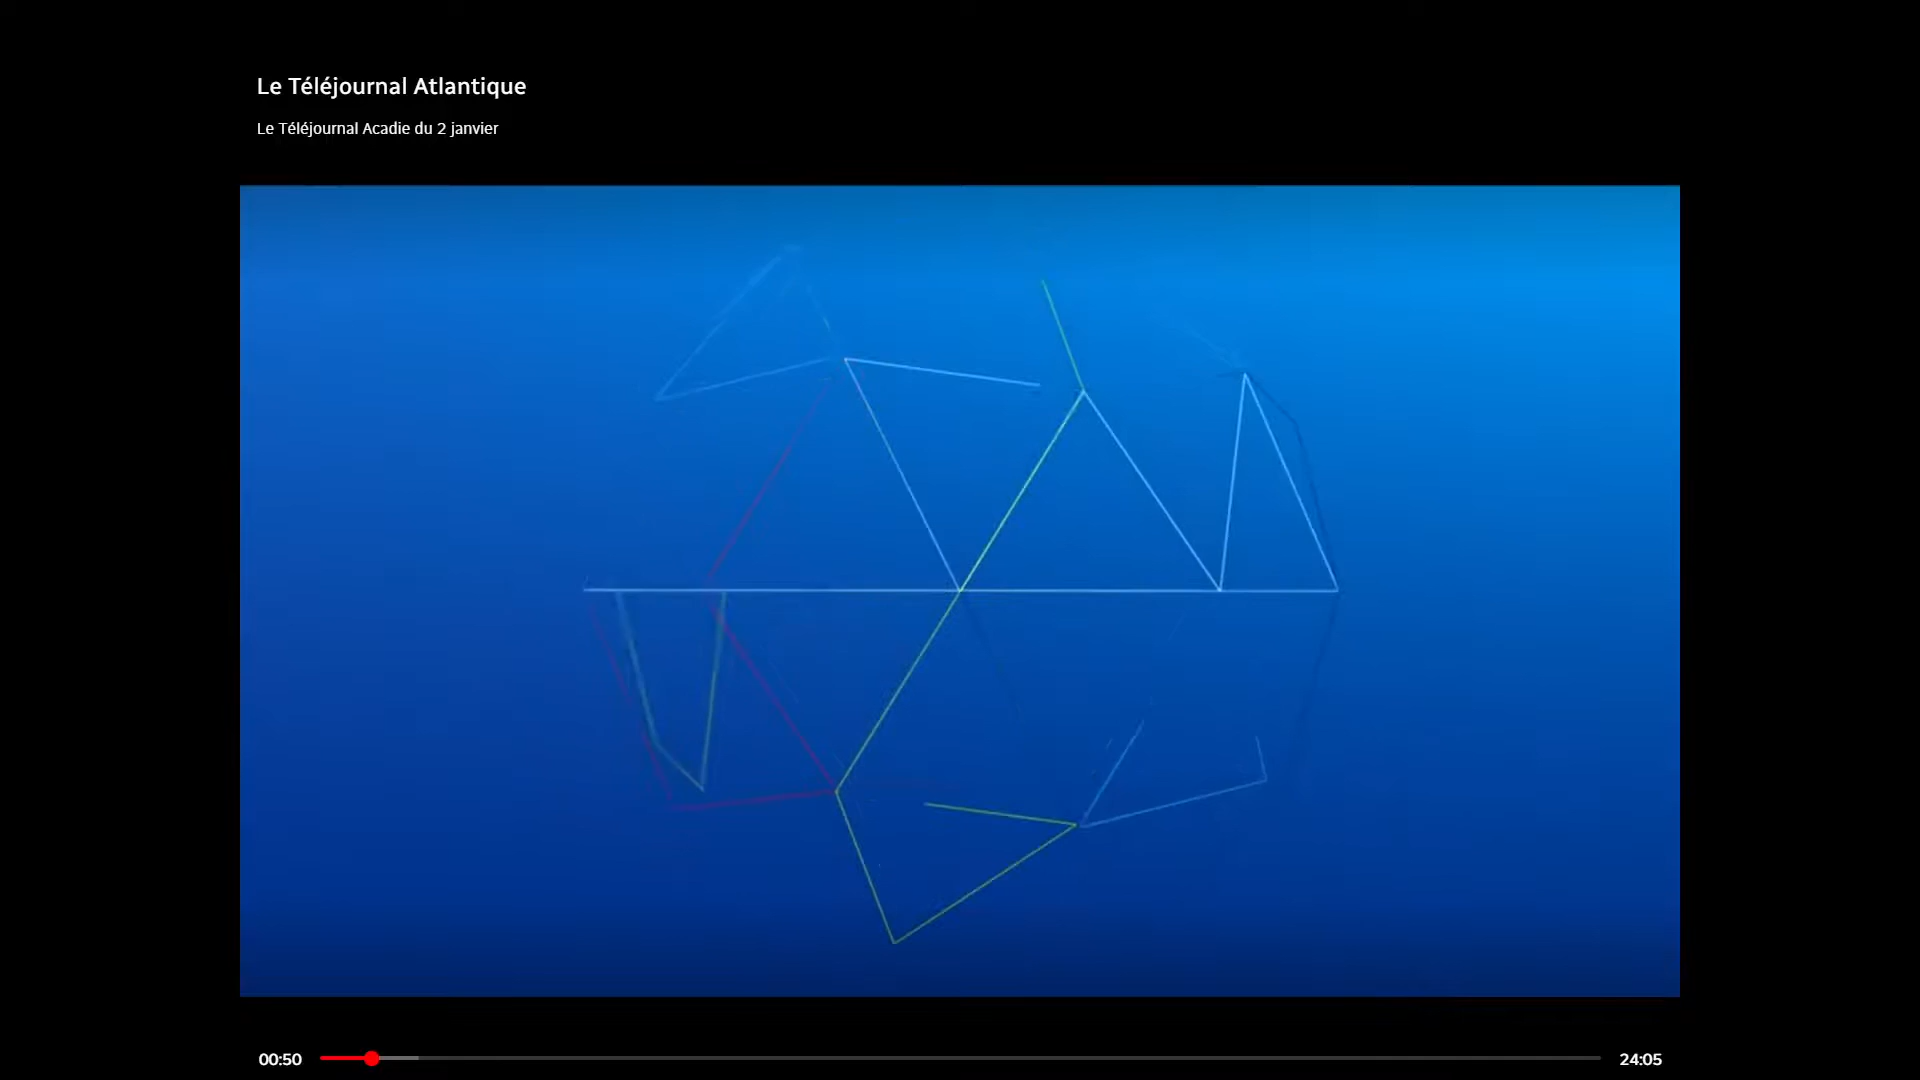 Le Téléjournal Atlantique
Le Téléjournal Acadie du 2 janvier
00:50
24:05